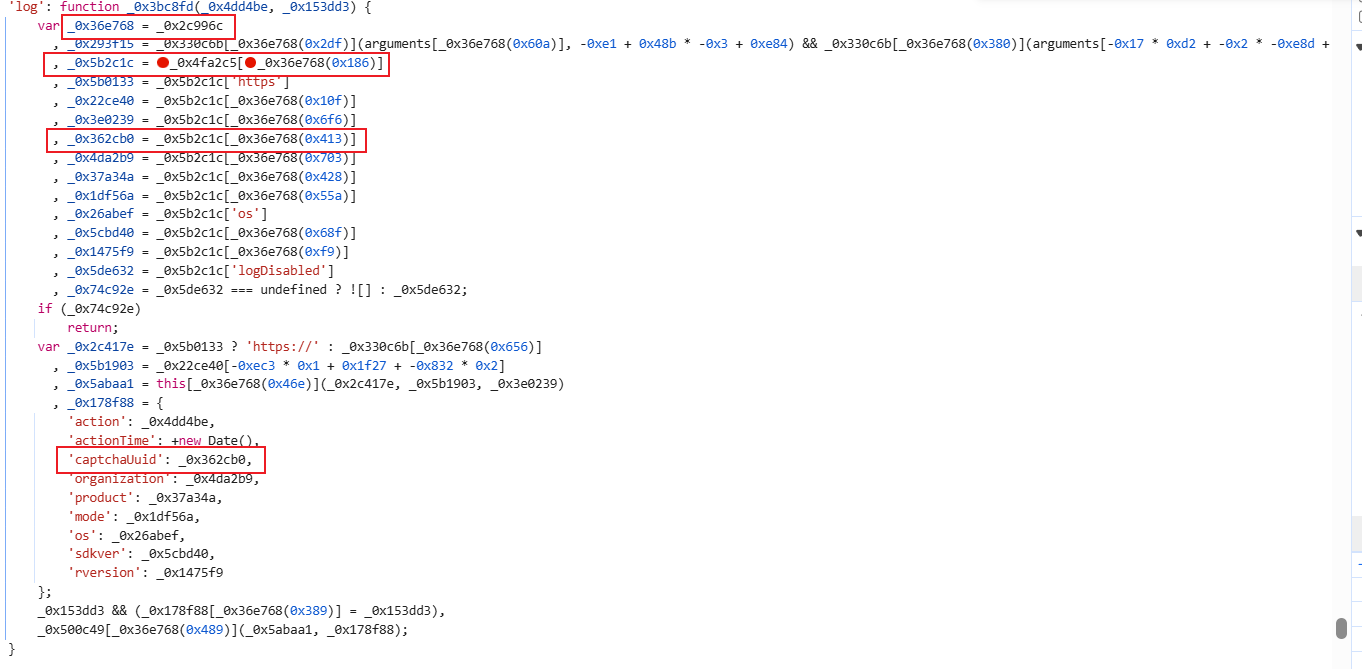 'log': function _0x3bc8fd(_0x4dd4be, _0x153dd3) {
var _0x36e768 = _0x2c996c
, _0x293f15 = _0x330c6b[_0x36e768(0x2df)](arguments[_0x36e768(0x60a)], -0xe1 + 0x48b * -0x3 + 0xe84) && _0x330c6b[_0x36e768(0x380)](arguments[-0x17 * 0xd2 + -0x2 * -0xe8d +
, _0x5b2c1c = _0x4fa2c5[_0x36e768(0x186)]
, _0x5b0133 = _0x5b2c1c['https']
, _0x22ce40 = _0x5b2c1c[_0x36e768(0x10f)]
, _0x3e0239 = _0x5b2c1c[_0x36e768(0x6f6)]
, _0x362cb0 = _0x5b2c1c[_0x36e768(0x413)]
, _0x4da2b9 = _0x5b2c1c[_0x36e768(0x703)]
, _0x37a34a = _0x5b2c1c[_0x36e768(0x428)]
, _0x1df56a = _0x5b2c1c[_0x36e768(0x55a)]
, _0x26abef = _0x5b2c1c['os']
, _0x5cbd40 = _0x5b2c1c[_0x36e768(0x68f)]
, _0x1475f9 = _0x5b2c1c[_0x36e768(0xf9)]
, _0x5de632 = _0x5b2c1c['logDisabled']
, _0x74c92e = _0x5de632 === undefined ? ![] : _0x5de632;
if (_0x74c92e)
return;
var _0x2c417e = _0x5b0133 ? 'https://' : _0x330c6b[_0x36e768(0x656)]
, _0x5b1903 = _0x22ce40[-0xec3 * 0x1 + 0x1f27 + -0x832 * 0x2]
, _0x5abaa1 = this[_0x36e768(0x46e)](_0x2c417e, _0x5b1903, _0x3e0239)
, _0x178f88 = {
'action': _0x4dd4be,
'actionTime': +new Date(),
'captchaUuid': _0x362cb0,
'organization': _0x4da2b9,
'product': _0x37a34a,
'mode': _0x1df56a,
'os': _0x26abef,
'sdkver': _0x5cbd40,
'rversion': _0x1475f9
};
_0x153dd3 && (_0x178f88[_0x36e768(0x389)] = _0x153dd3),
_0x500c49[_0x36e768(0x489)](_0x5abaa1, _0x178f88);
}